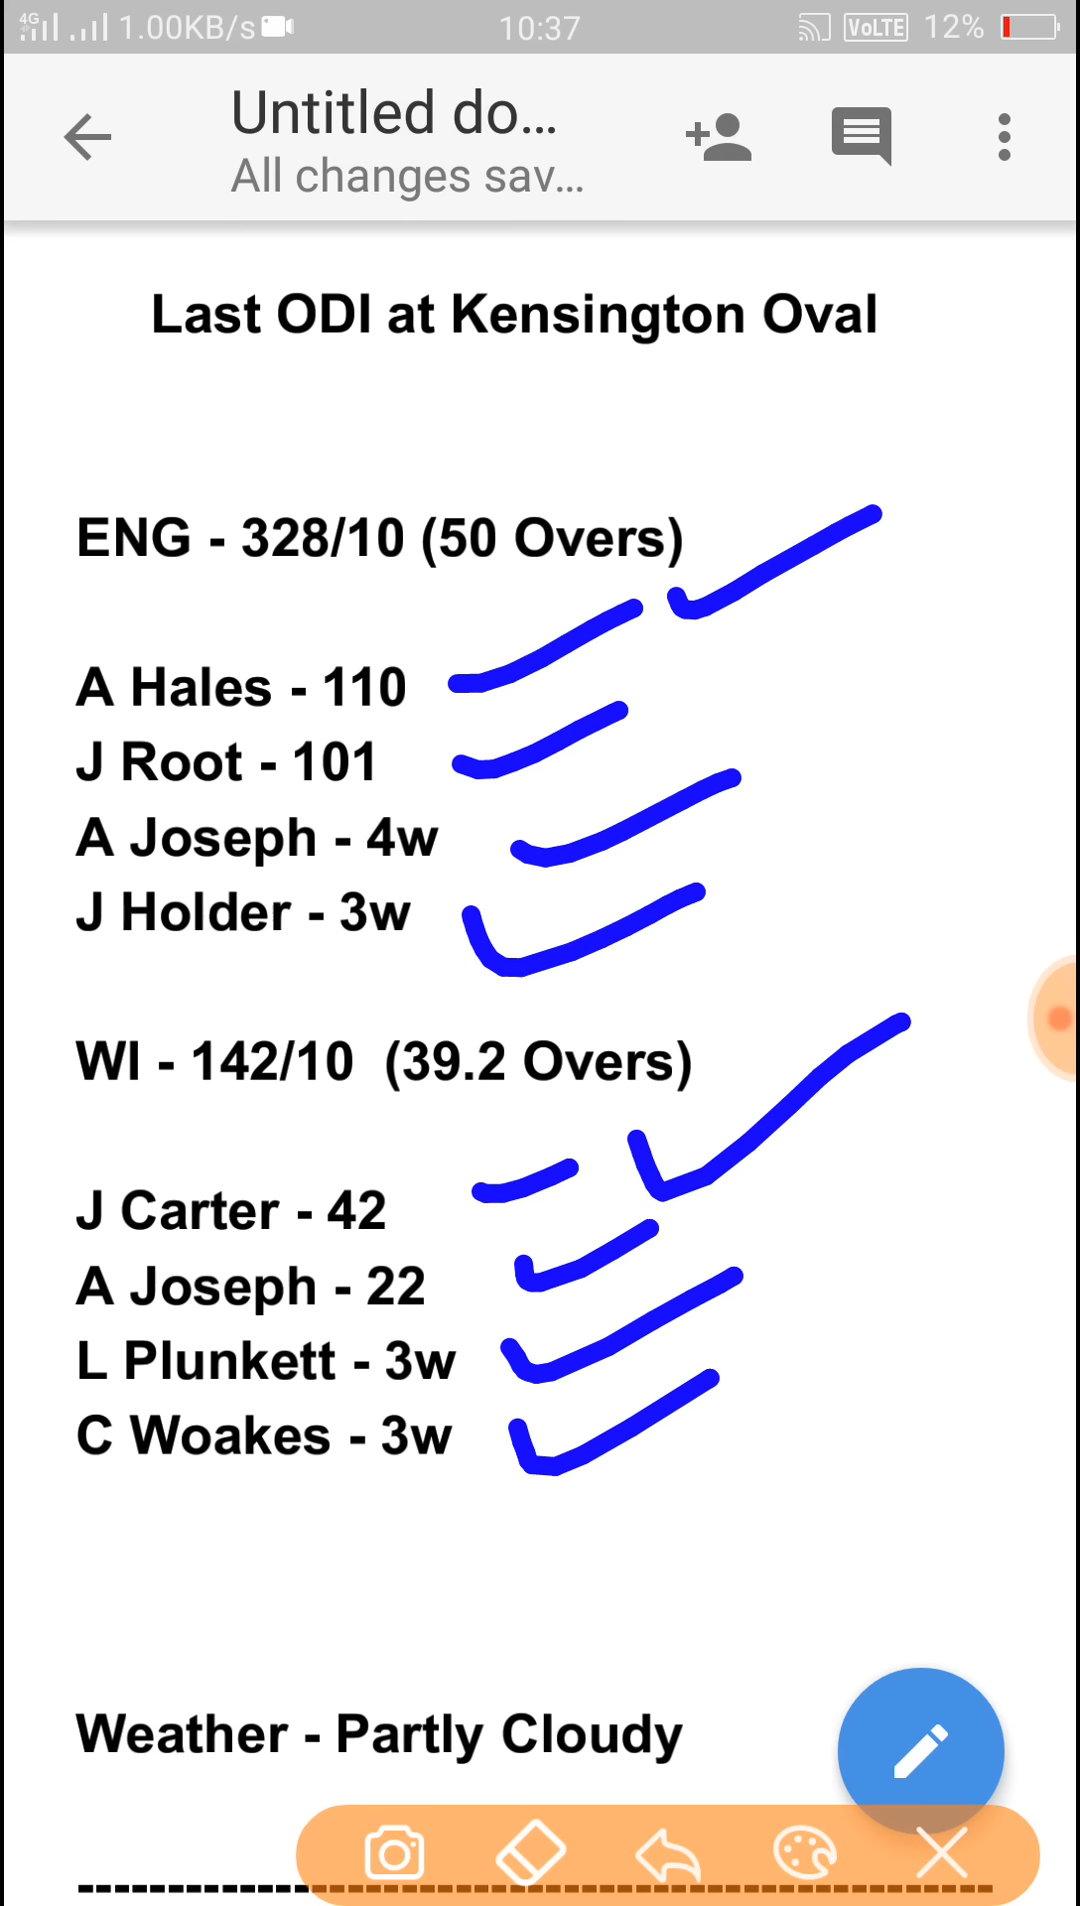 4G 1.00KB/s 10:37 VoLTE 12%
Untitled do...
All changes sav...
Last ODI at Kensington Oval
ENG - 328/10 (50 Overs)
A Hales - 110
J Root - 101
A Joseph - 4w
J Holder - 3w
WI - 142/10 (39.2 Overs)
J Carter - 42
A Joseph - 22
L Plunkett - 3w
C Woakes - 3w
Weather - Partly Cloudy